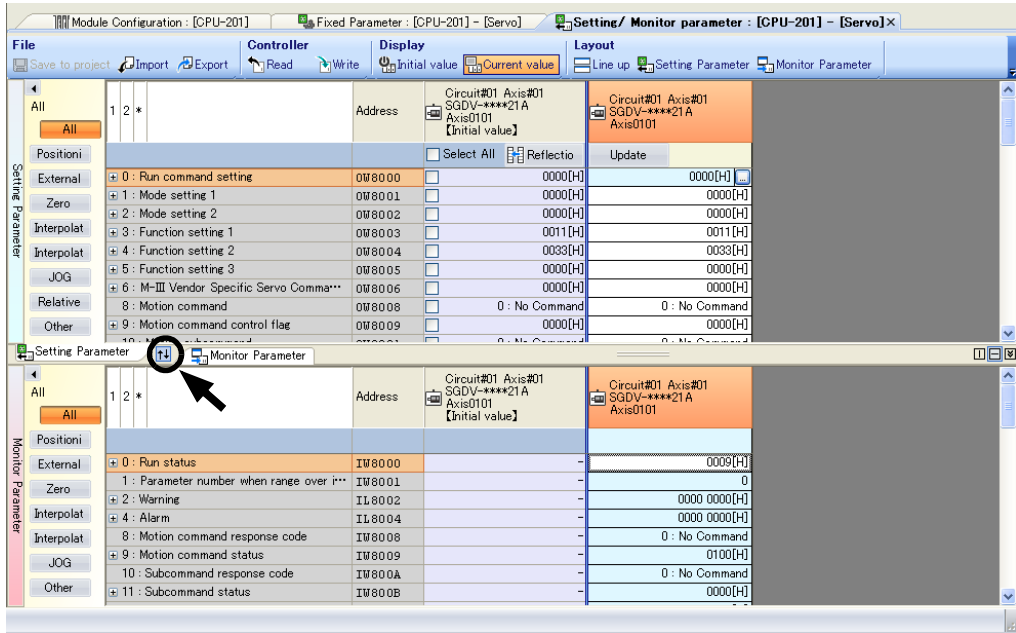 Module Configuration : [CPU-201] Fixed Parameter : [CPU-201] - [Servo] Setting/ Monitor parameter : [CPU-201] - [Servo] ×
File Controller Display Layout
Save to project Import Export Read Write Initial value Current value Line up Setting Parameter Monitor Parameter
Setting Parameter
All
All
Positioni
External
Zero
Interpolat
Interpolat
JOG
Relative
Other
1 2 * Address
Circuit#01 Axis#01
SGDV-****21A
Axis0101
【Initial value】
Circuit#01 Axis#01
SGDV-****21A
Axis0101
Select All Reflectio Update
0 : Run command setting OW8000 0000[H] 0000[H] ...
1 : Mode setting 1 OW8001 0000[H] 0000[H]
2 : Mode setting 2 OW8002 0000[H] 0000[H]
3 : Function setting 1 OW8003 0011[H] 0011[H]
4 : Function setting 2 OW8004 0033[H] 0033[H]
5 : Function setting 3 OW8005 0000[H] 0000[H]
6 : M-Ⅲ Vendor Specific Servo Comma… OW8006 0000[H] 0000[H]
8 : Motion command OW8008 0 : No Command 0 : No Command
9 : Motion command control flag OW8009 0000[H] 0000[H]
Setting Parameter Monitor Parameter
Monitor Parameter
All
All
Positioni
External
Zero
Interpolat
Interpolat
JOG
Other
1 2 * Address
Circuit#01 Axis#01
SGDV-****21A
Axis0101
【Initial value】
Circuit#01 Axis#01
SGDV-****21A
Axis0101
0 : Run status IW8000 - 0009[H]
1 : Parameter number when range over i… IW8001 - 0
2 : Warning IL8002 - 0000 0000[H]
4 : Alarm IL8004 - 0000 0000[H]
8 : Motion command response code IW8008 - 0 : No Command
9 : Motion command status IW8009 - 0100[H]
10 : Subcommand response code IW800A - 0 : No Command
11 : Subcommand status IW800B - 0000[H]